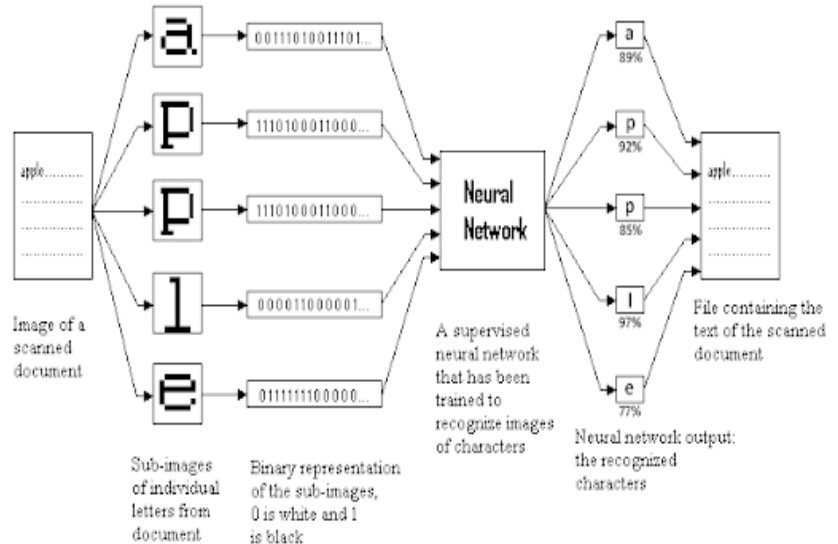 apple..........
Image of a
scanned
document
a
p
p
l
e
Sub-images
of individual
letters from
document
00111010011101...
1110100011000...
1110100011000...
000011000001...
0111111100000...
Binary representation
of the sub-images,
0 is white and 1
is black
Neural
Network
A supervised
neural network
that has been
trained to
recognize images
of characters
a
89%
p
92%
p
85%
l
97%
e
77%
Neural network output:
the recognized
characters
apple..........
File containing the
text of the scanned
document